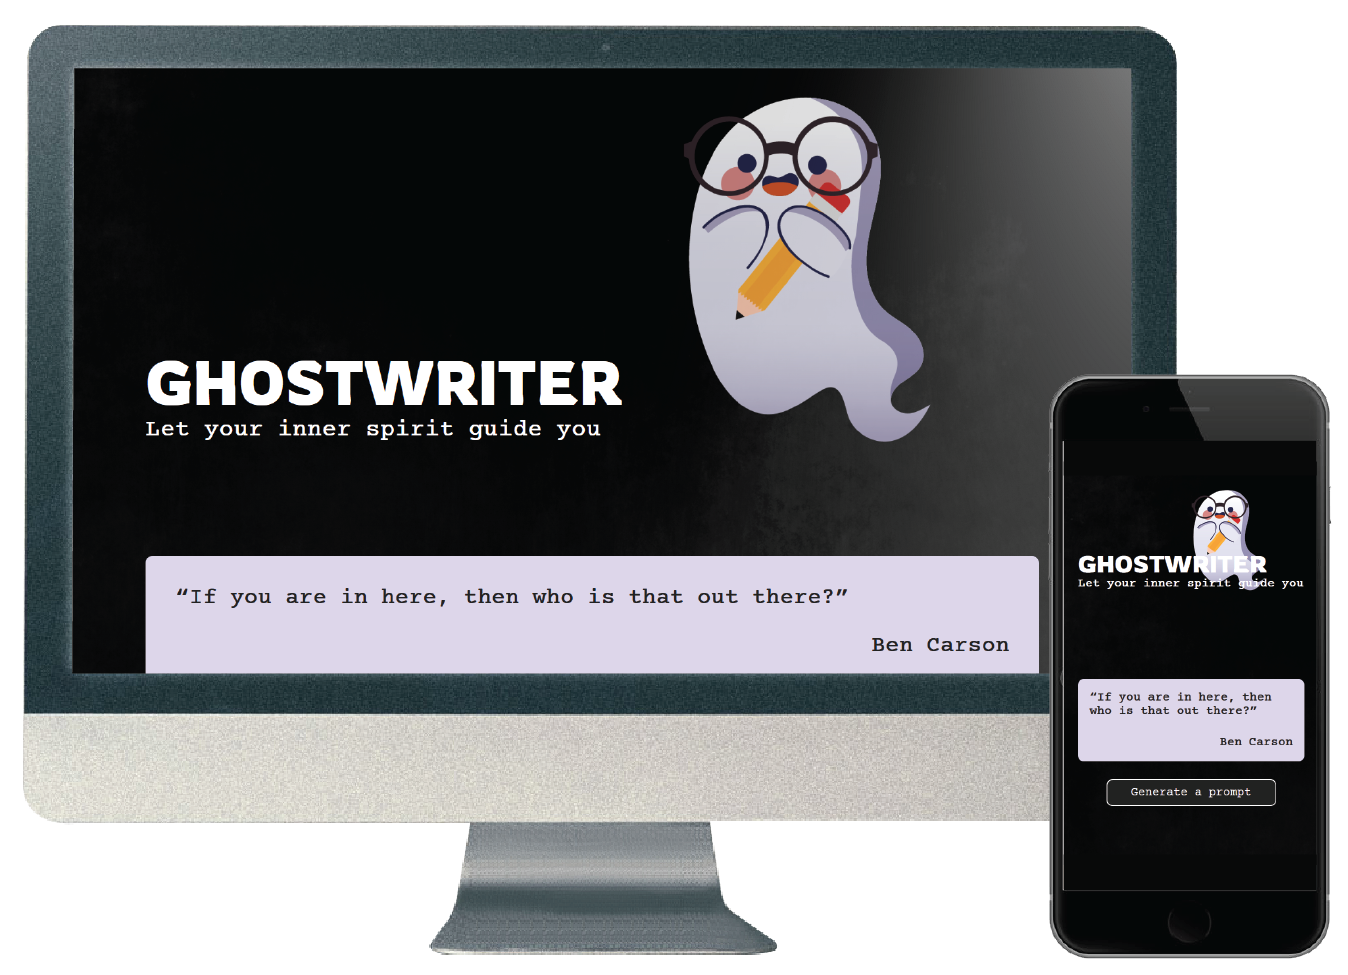 GHOSTWRITER
Let your inner spirit guide you
“If you are in here, then who is that out there?”
Ben Carson
GHOSTWRITER
Let your inner spirit guide you
“If you are in here, then
who is that out there?”
Ben Carson
Generate a prompt